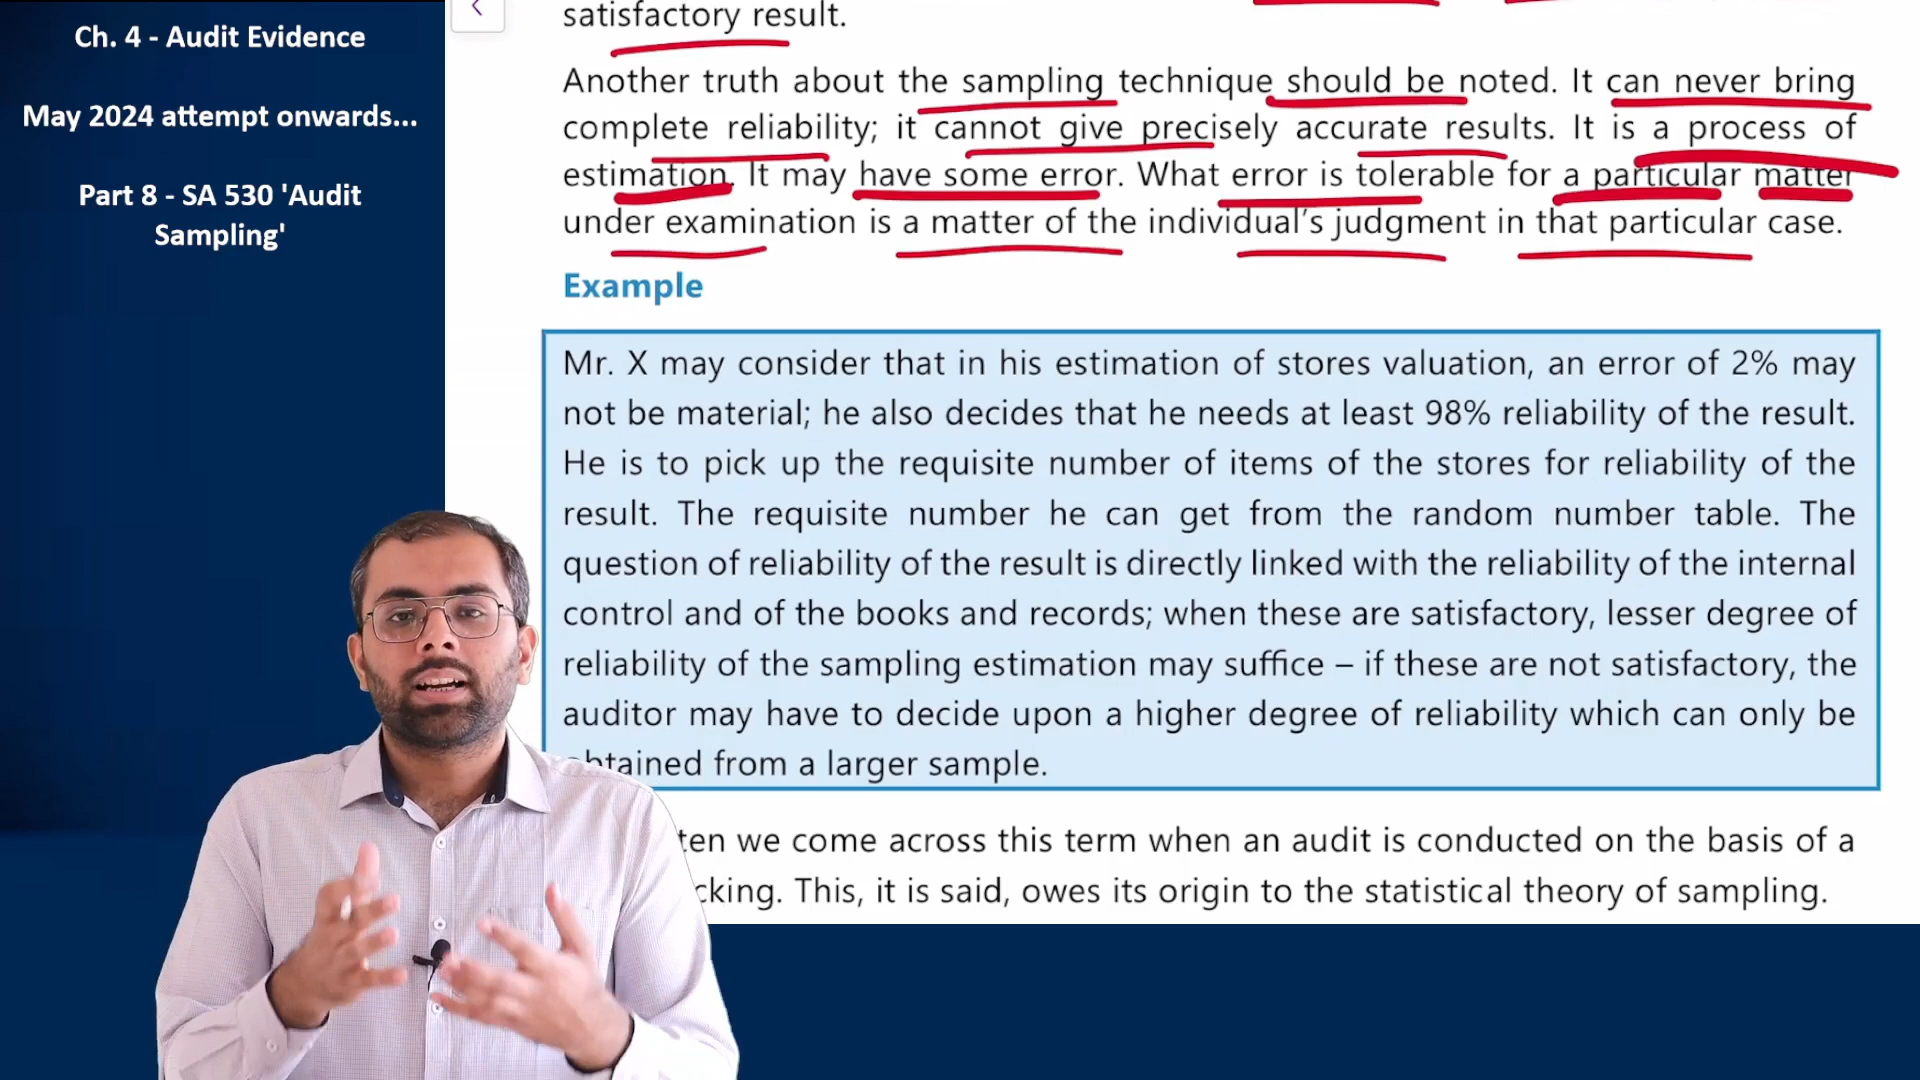 Ch. 4 - Audit Evidence
May 2024 attempt onwards...
Part 8 - SA 530 'Audit
Sampling'
satisfactory result.
Another truth about the sampling technique should be noted. It can never bring
complete reliability; it cannot give precisely accurate results. It is a process of
estimation. It may have some error. What error is tolerable for a particular matter
under examination is a matter of the individual's judgment in that particular case.
Example
Mr. X may consider that in his estimation of stores valuation, an error of 2% may
not be material; he also decides that he needs at least 98% reliability of the result.
He is to pick up the requisite number of items of the stores for reliability of the
result. The requisite number he can get from the random number table. The
question of reliability of the result is directly linked with the reliability of the internal
control and of the books and records; when these are satisfactory, lesser degree of
reliability of the sampling estimation may suffice – if these are not satisfactory, the
auditor may have to decide upon a higher degree of reliability which can only be
obtained from a larger sample.
we come across this term when an audit is conducted on the basis of a
This, it is said, owes its origin to the statistical theory of sampling.